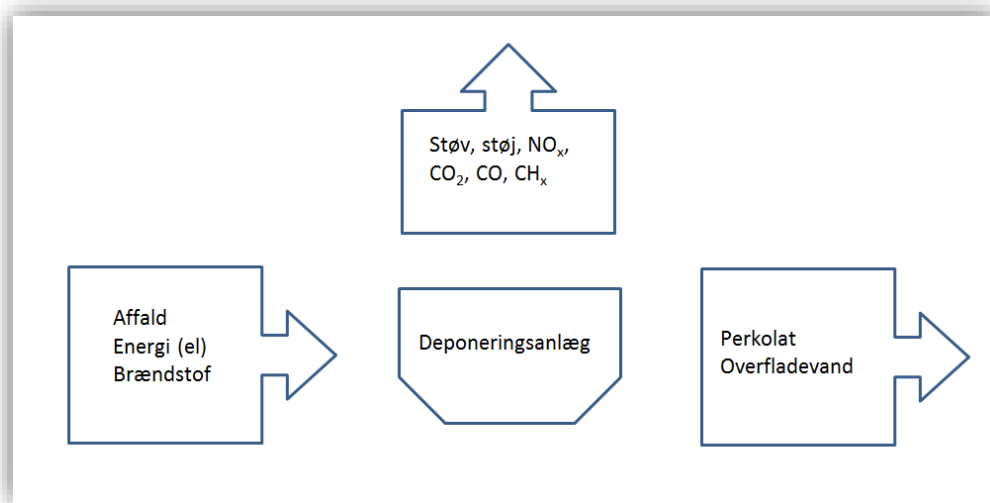 Støv, støj, NOₓ,
CO₂, CO, CHₓ
Affald
Energi (el)
Brændstof
Deponeringsanlæg
Perkolat
Overfladevand